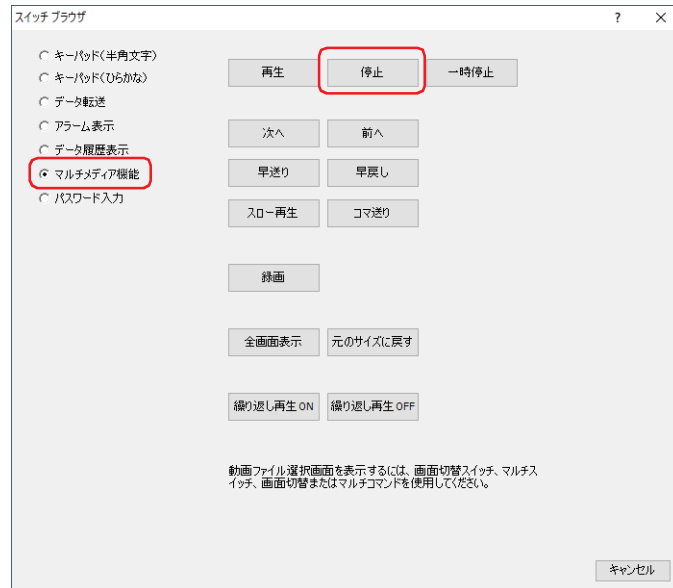 スイッチ ブラウザ
?
キーパッド(半角文字)
キーパッド(ひらかな)
データ転送
アラーム表示
データ履歴表示
マルチメディア機能
パスワード入力
再生 停止 一時停止
次へ 前へ
早送り 早戻し
スロー再生 コマ送り
録画
全画面表示 元のサイズに戻す
繰り返し再生 ON 繰り返し再生 OFF
動画ファイル選択画面を表示するには、画面切替スイッチ、マルチス
イッチ、画面切替またはマルチコマンドを使用してください。
キャンセル